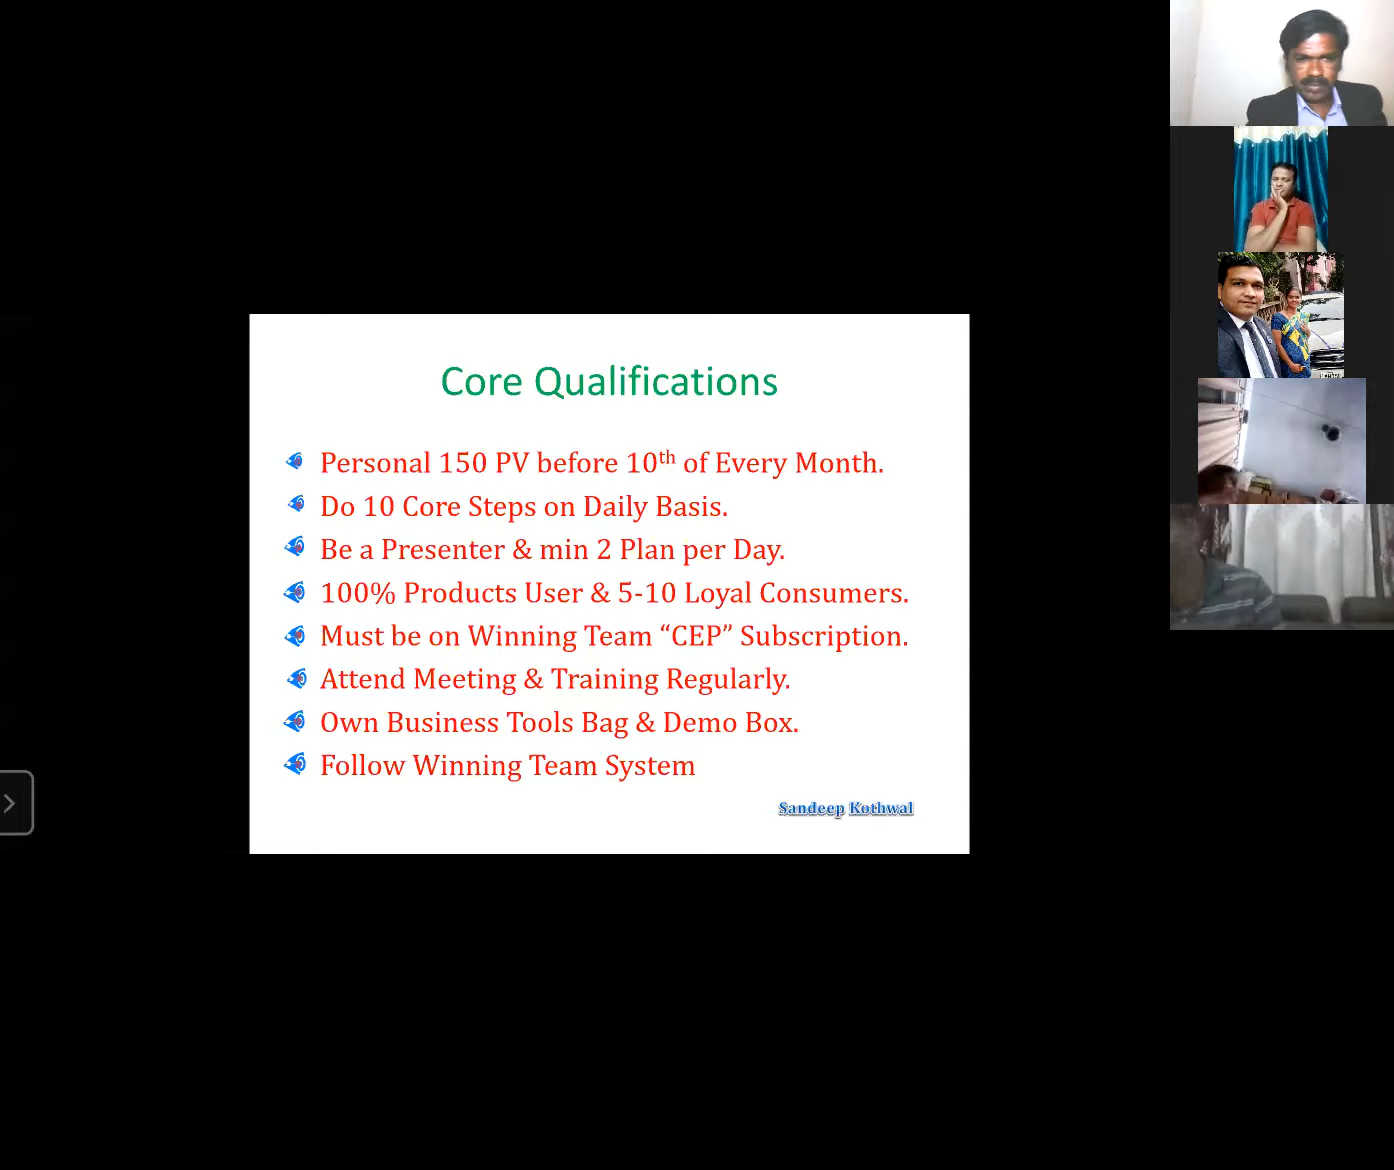 Core Qualifications
Personal 150 PV before 10th of Every Month.
Do 10 Core Steps on Daily Basis.
Be a Presenter & min 2 Plan per Day.
100% Products User & 5-10 Loyal Consumers.
Must be on Winning Team “CEP” Subscription.
Attend Meeting & Training Regularly.
Own Business Tools Bag & Demo Box.
Follow Winning Team System
Sandeep Kothwal